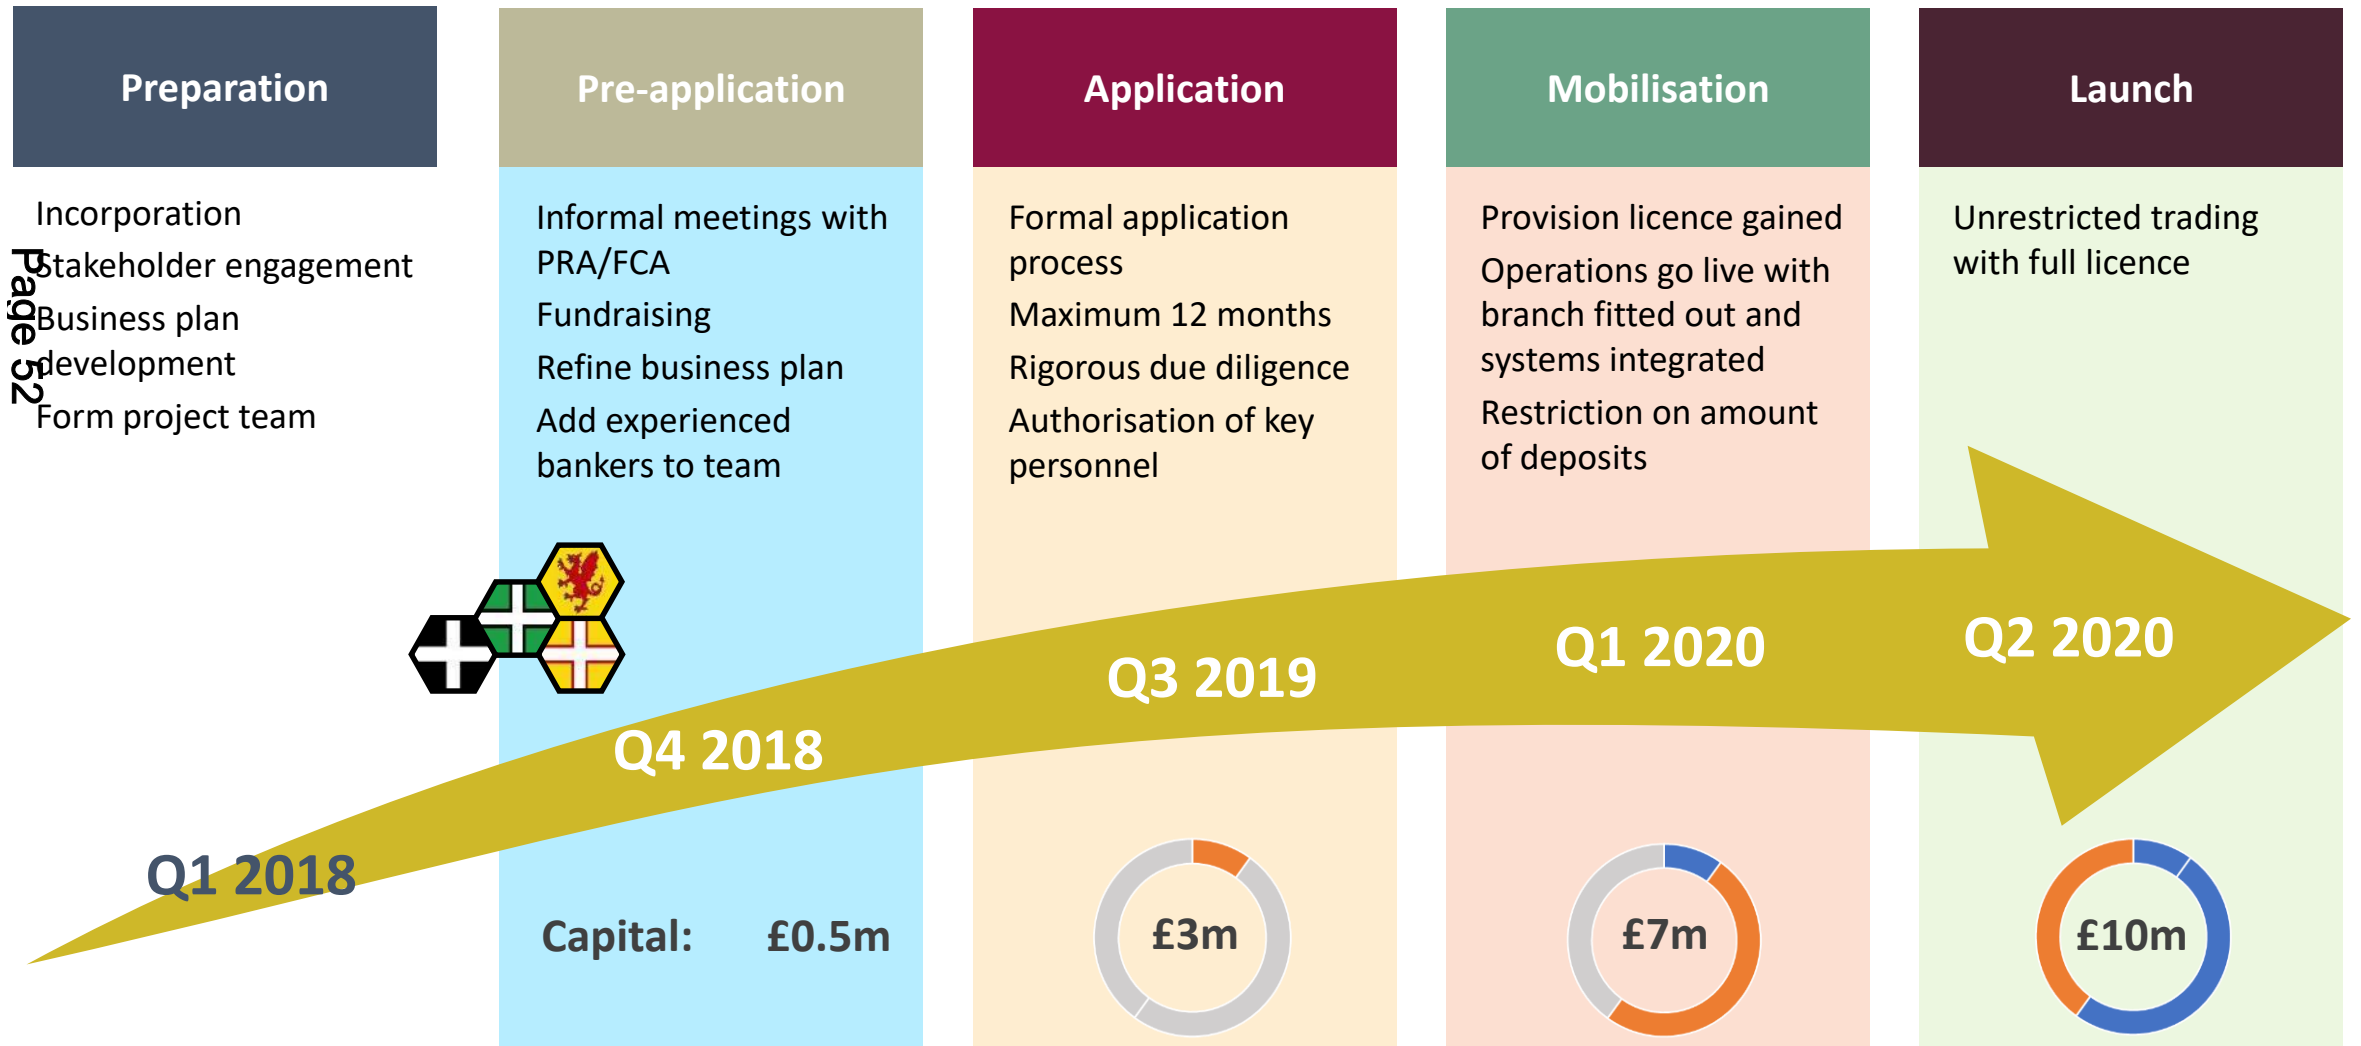 Preparation
Incorporation
Stakeholder engagement
Business plan
development
Form project team
Page 52
Q1 2018
Pre-application
Informal meetings with
PRA/FCA
Fundraising
Refine business plan
Add experienced
bankers to team
Q4 2018
Capital: £0.5m
Application
Formal application
process
Maximum 12 months
Rigorous due diligence
Authorisation of key
personnel
Q3 2019
£3m
Mobilisation
Provision licence gained
Operations go live with
branch fitted out and
systems integrated
Restriction on amount
of deposits
Q1 2020
£7m
Launch
Unrestricted trading
with full licence
Q2 2020
£10m